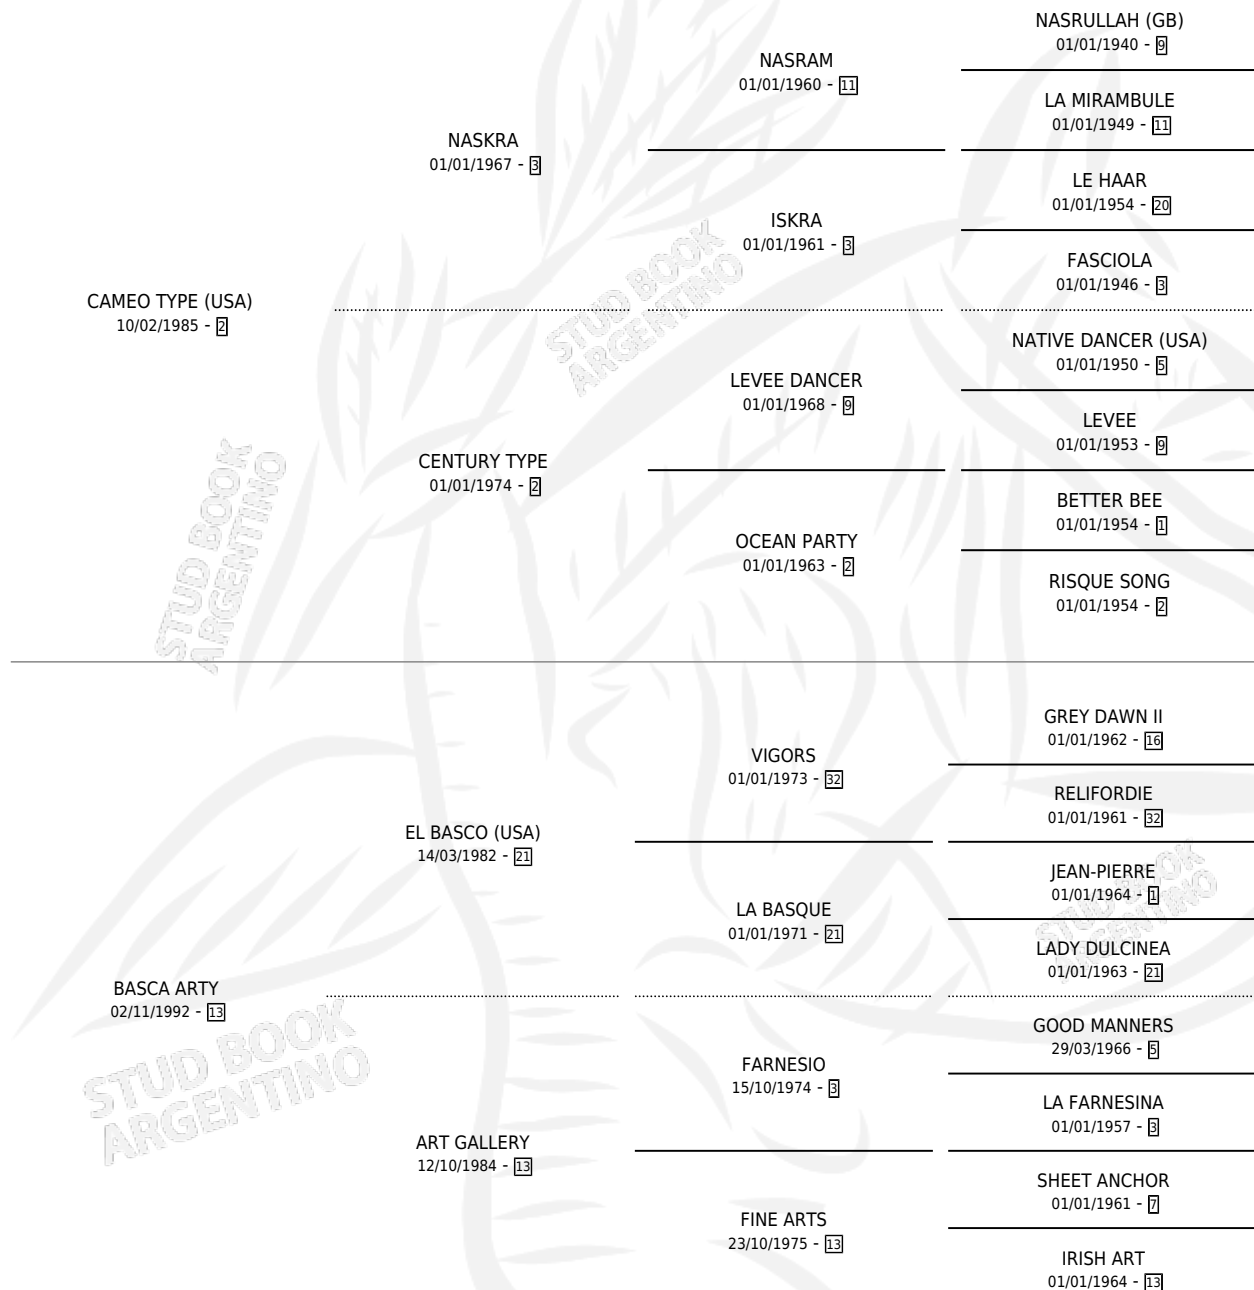 NASRULLAH (GB)
01/01/1940 - 9
NASRAM
01/01/1960 - 11
LA MIRAMBULE
01/01/1949 - 11
NASKRA
01/01/1967 - 3
LE HAAR
01/01/1954 - 20
ISKRA
01/01/1961 - 3
FASCIOLA
01/01/1946 - 3
CAMEO TYPE (USA)
10/02/1985 - 2
STUD BOOK
ARGENTINO
NATIVE DANCER (USA)
01/01/1950 - 5
LEVEE DANCER
01/01/1968 - 9
LEVEE
01/01/1953 - 9
CENTURY TYPE
01/01/1974 - 2
BETTER BEE
01/01/1954 - 1
OCEAN PARTY
01/01/1963 - 2
RISQUE SONG
01/01/1954 - 2
STUD BOOK
ARGENTINO
GREY DAWN II
01/01/1962 - 16
VIGORS
01/01/1973 - 32
RELIFORDIE
01/01/1961 - 32
EL BASCO (USA)
14/03/1982 - 21
JEAN-PIERRE
01/01/1964 - 1
LA BASQUE
01/01/1971 - 21
STUD BOOK
ARGENTINO
LADY DULCINEA
01/01/1963 - 21
BASCA ARTY
02/11/1992 - 13
GOOD MANNERS
29/03/1966 - 5
FARNESIO
15/10/1974 - 3
STUD BOOK
ARGENTINO
LA FARNESINA
01/01/1957 - 3
ART GALLERY
12/10/1984 - 13
SHEET ANCHOR
01/01/1961 - 7
FINE ARTS
23/10/1975 - 13
IRISH ART
01/01/1964 - 13